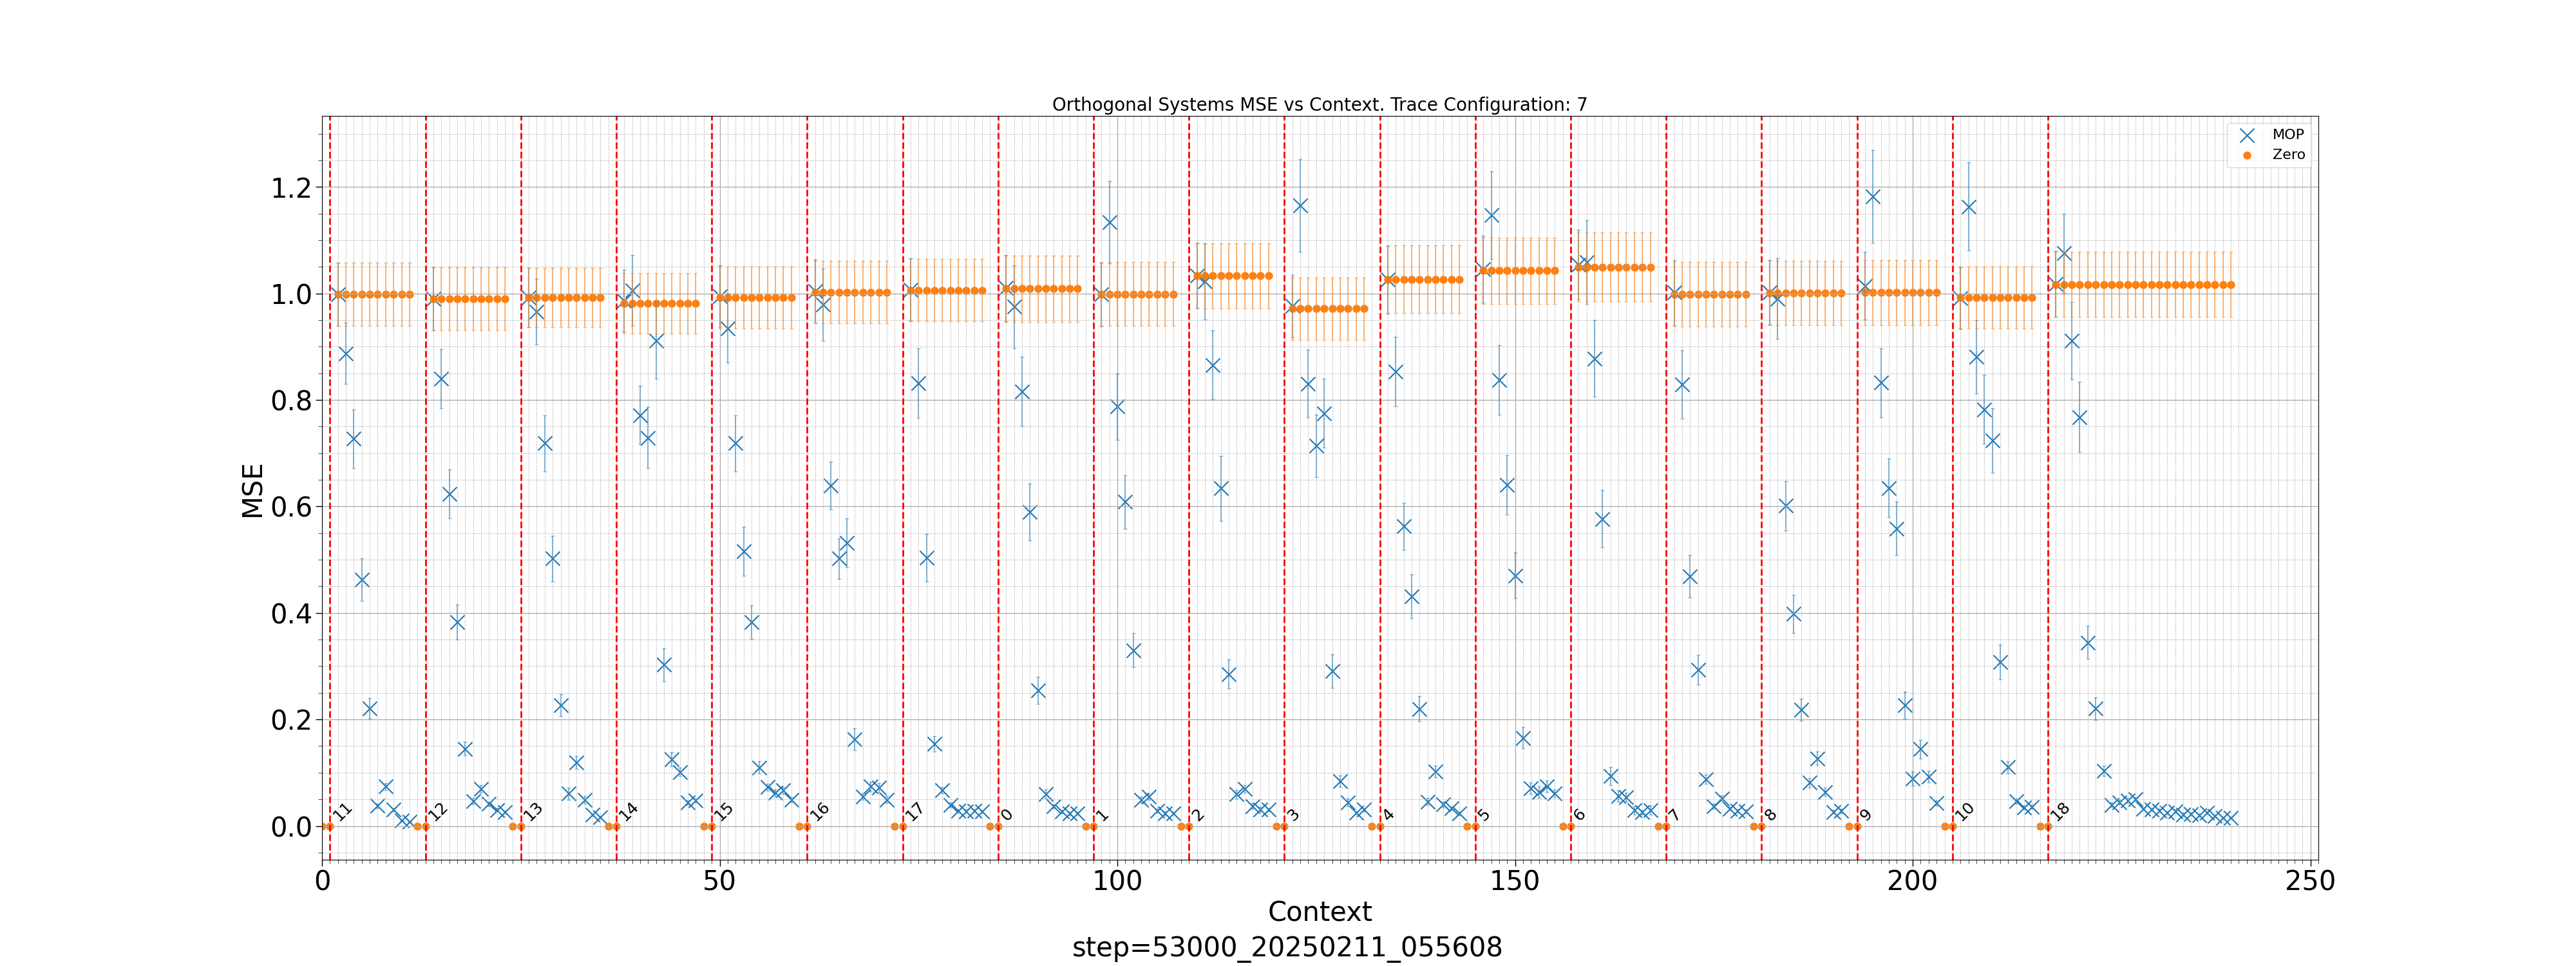 Orthogonal Systems MSE vs Context. Trace Configuration: 7
MOP
Zero
MSE
1.2
1.0
0.8
0.6
0.4
0.2
0.0
11 12 13 14 15 16 17 0 1 2 3 4 5 6 7 8 9 10 18
0 50 100 150 200 250
Context
step=53000_20250211_055608